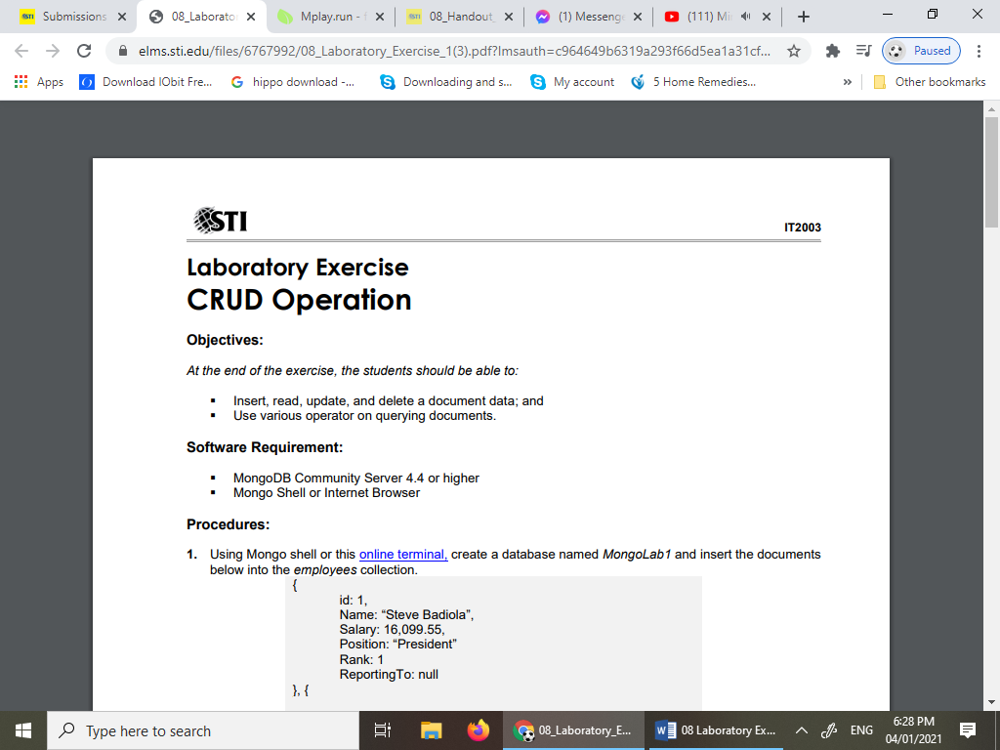 Submissions
08_Laborator
Mplay.run -
08_Handout_
(1) Messeng
(111) Mi
elms.sti.edu/files/6767992/08_Laboratory_Exercise_1(3).pdf?lmsauth=c964649b6319a293f66d5ea1a31cf...
Paused
Apps
Download IObit Fre...
hippo download -...
Downloading and s...
My account
5 Home Remedies...
»
Other bookmarks
STI
IT2003
Laboratory Exercise
CRUD Operation
Objectives:
At the end of the exercise, the students should be able to:
▪ Insert, read, update, and delete a document data; and
▪ Use various operator on querying documents.
Software Requirement:
▪ MongoDB Community Server 4.4 or higher
▪ Mongo Shell or Internet Browser
Procedures:
1. Using Mongo shell or this online terminal, create a database named MongoLab1 and insert the documents
below into the employees collection.
{
id: 1,
Name: “Steve Badiola”,
Salary: 16,099.55,
Position: “President”
Rank: 1
ReportingTo: null
}, {
Type here to search
08_Laboratory_E...
08 Laboratory Ex...
ENG
6:28 PM
04/01/2021